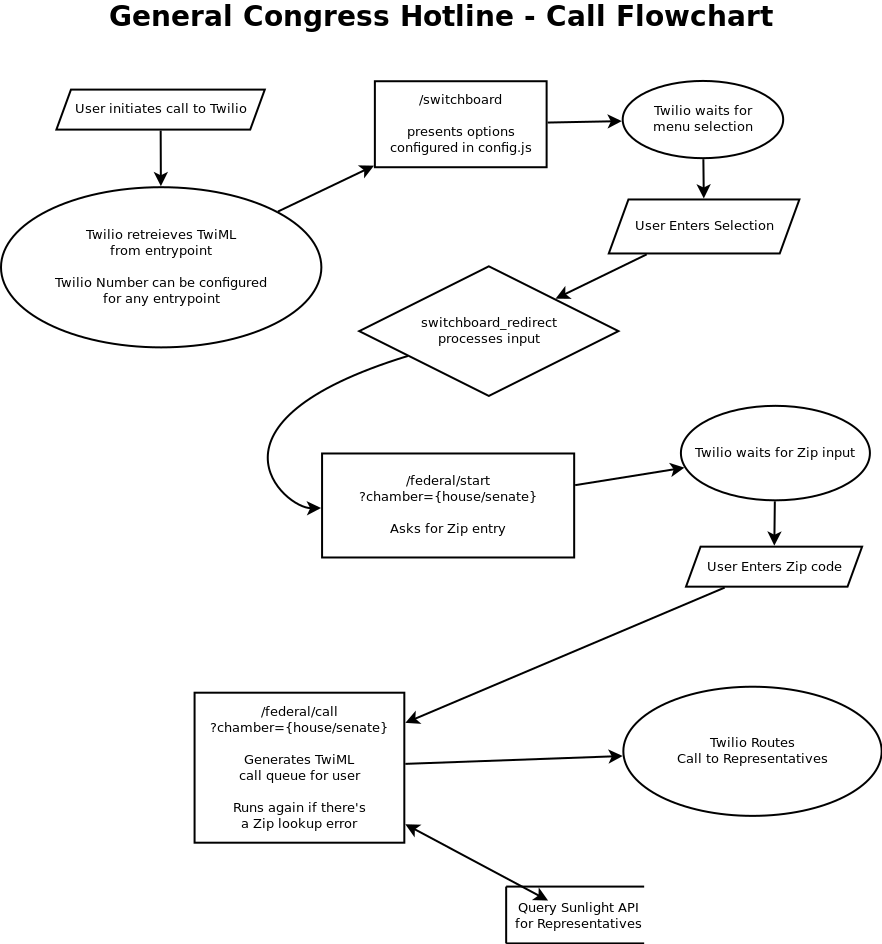 General Congress Hotline - Call Flowchart
User initiates call to Twilio
Twilio retreieves TwiML
from entrypoint
Twilio Number can be configured
for any entrypoint
/switchboard
presents options
configured in config.js
Twilio waits for
menu selection
User Enters Selection
switchboard_redirect
processes input
/federal/start
?chamber={house/senate}
Asks for Zip entry
Twilio waits for Zip input
User Enters Zip code
/federal/call
?chamber={house/senate}
Generates TwiML
call queue for user
Runs again if there's
a Zip lookup error
Twilio Routes
Call to Representatives
Query Sunlight API
for Representatives